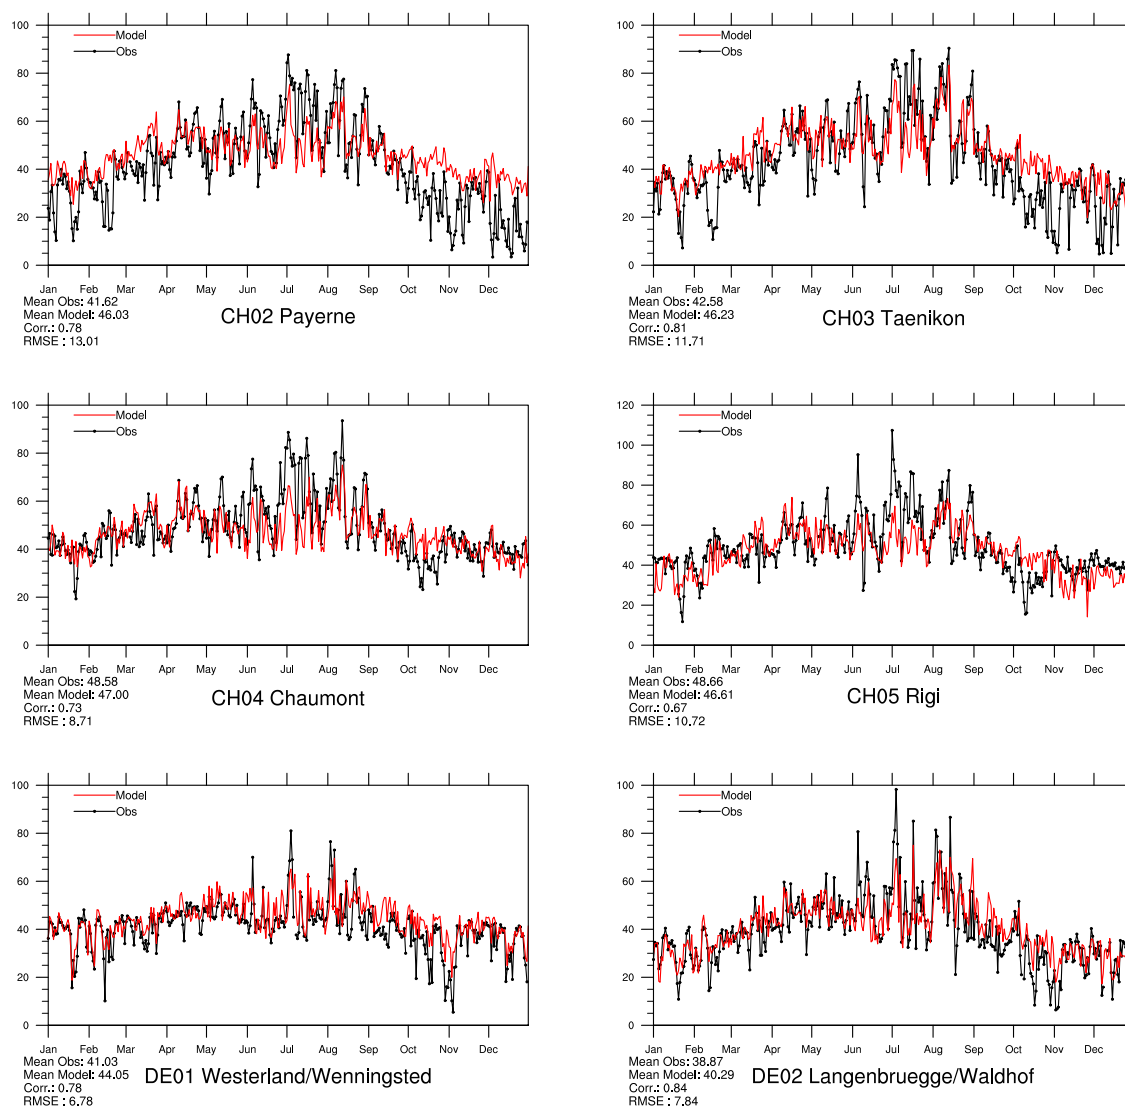 100
80
60
40
20
0
Model
Obs
Jan Feb Mar Apr May Jun Jul Aug Sep Oct Nov Dec
Mean Obs: 41.62
Mean Model: 46.03
Corr.: 0.78
RMSE : 13.01
CH02 Payerne
100
80
60
40
20
0
Model
Obs
Jan Feb Mar Apr May Jun Jul Aug Sep Oct Nov Dec
Mean Obs: 42.58
Mean Model: 46.23
Corr.: 0.81
RMSE : 11.71
CH03 Taenikon
100
80
60
40
20
0
Model
Obs
Jan Feb Mar Apr May Jun Jul Aug Sep Oct Nov Dec
Mean Obs: 48.58
Mean Model: 47.00
Corr.: 0.73
RMSE : 8.71
CH04 Chaumont
120
100
80
60
40
20
0
Model
Obs
Jan Feb Mar Apr May Jun Jul Aug Sep Oct Nov Dec
Mean Obs: 48.66
Mean Model: 46.61
Corr.: 0.67
RMSE : 10.72
CH05 Rigi
100
80
60
40
20
0
Model
Obs
Jan Feb Mar Apr May Jun Jul Aug Sep Oct Nov Dec
Mean Obs: 41.03
Mean Model: 44.05
Corr.: 0.78
RMSE : 6.78
DE01 Westerland/Wenningsted
100
80
60
40
20
0
Model
Obs
Jan Feb Mar Apr May Jun Jul Aug Sep Oct Nov Dec
Mean Obs: 38.87
Mean Model: 40.29
Corr.: 0.84
RMSE : 7.84
DE02 Langenbruegge/Waldhof